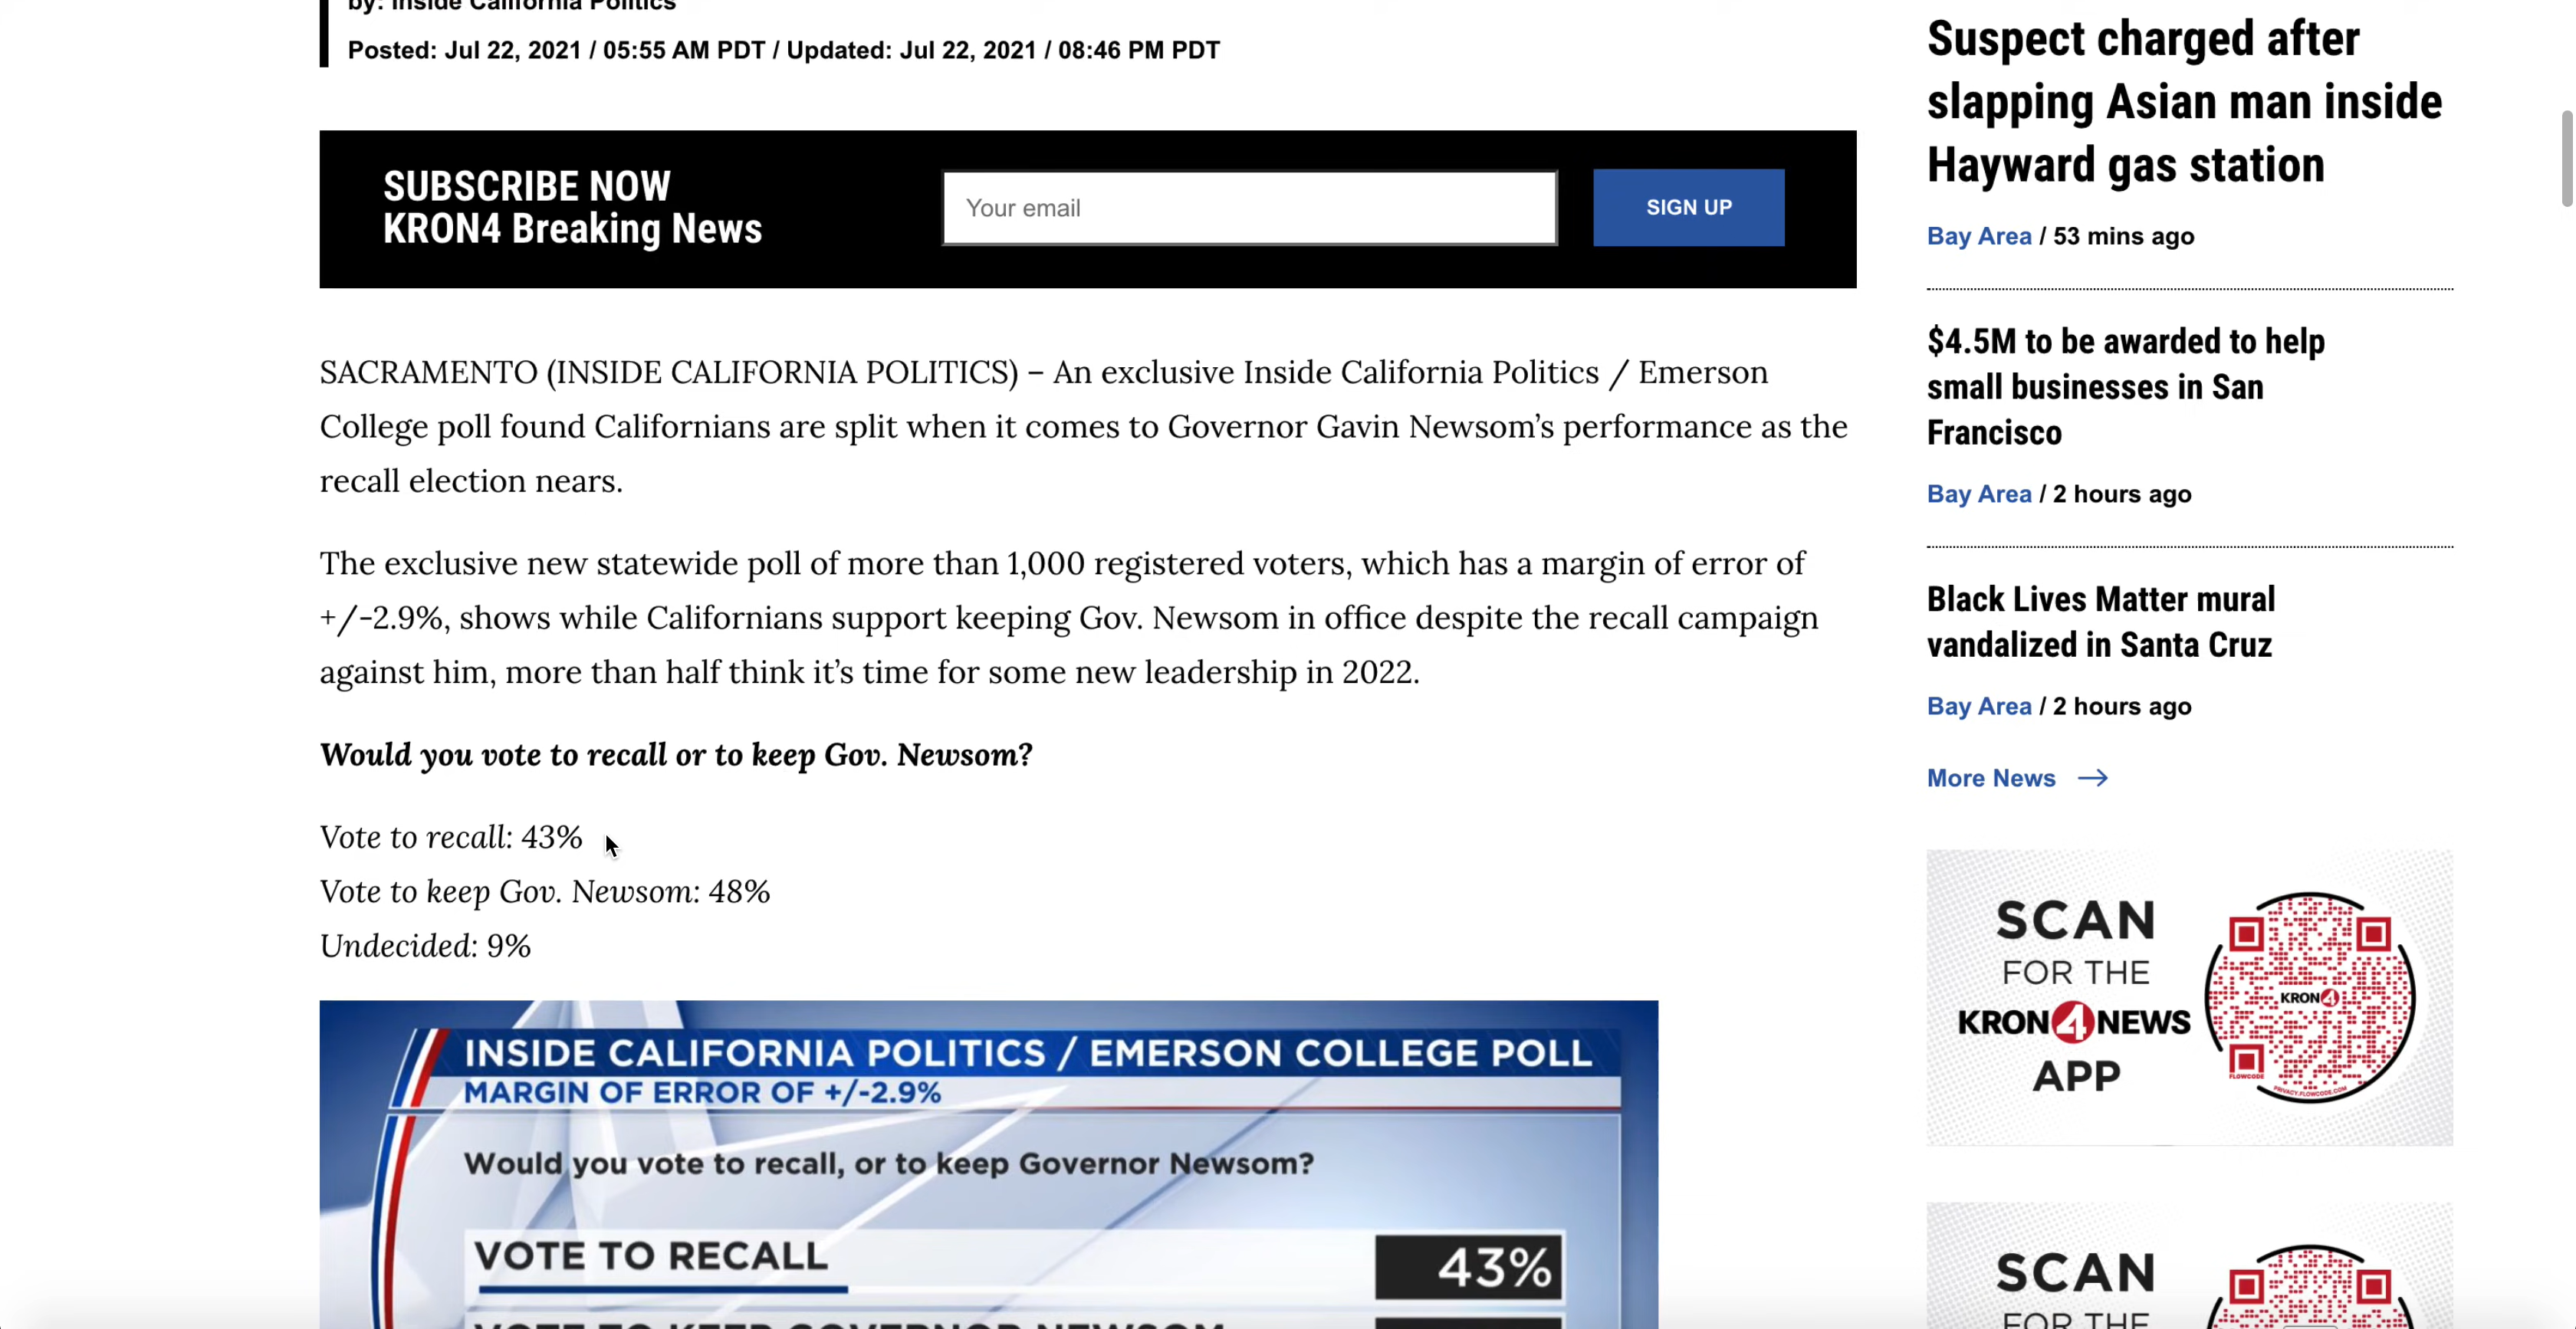 by: Inside California Politics
Posted: Jul 22, 2021 / 05:55 AM PDT / Updated: Jul 22, 2021 / 08:46 PM PDT
SUBSCRIBE NOW
KRON4 Breaking News
Your email
SIGN UP
SACRAMENTO (INSIDE CALIFORNIA POLITICS) – An exclusive Inside California Politics / Emerson
College poll found Californians are split when it comes to Governor Gavin Newsom’s performance as the
recall election nears.
The exclusive new statewide poll of more than 1,000 registered voters, which has a margin of error of
+/-2.9%, shows while Californians support keeping Gov. Newsom in office despite the recall campaign
against him, more than half think it’s time for some new leadership in 2022.
Would you vote to recall or to keep Gov. Newsom?
Vote to recall: 43%
Vote to keep Gov. Newsom: 48%
Undecided: 9%
INSIDE CALIFORNIA POLITICS / EMERSON COLLEGE POLL
MARGIN OF ERROR OF +/-2.9%
Would you vote to recall, or to keep Governor Newsom?
VOTE TO RECALL 43%
VOTE TO KEEP GOVERNOR NEWSOM
Suspect charged after
slapping Asian man inside
Hayward gas station
Bay Area / 53 mins ago
$4.5M to be awarded to help
small businesses in San
Francisco
Bay Area / 2 hours ago
Black Lives Matter mural
vandalized in Santa Cruz
Bay Area / 2 hours ago
More News →
SCAN
FOR THE
KRON4NEWS
APP
KRON4
FLOWCODE
PRIVACY.FLOWCODE.COM
SCAN
FOR THE